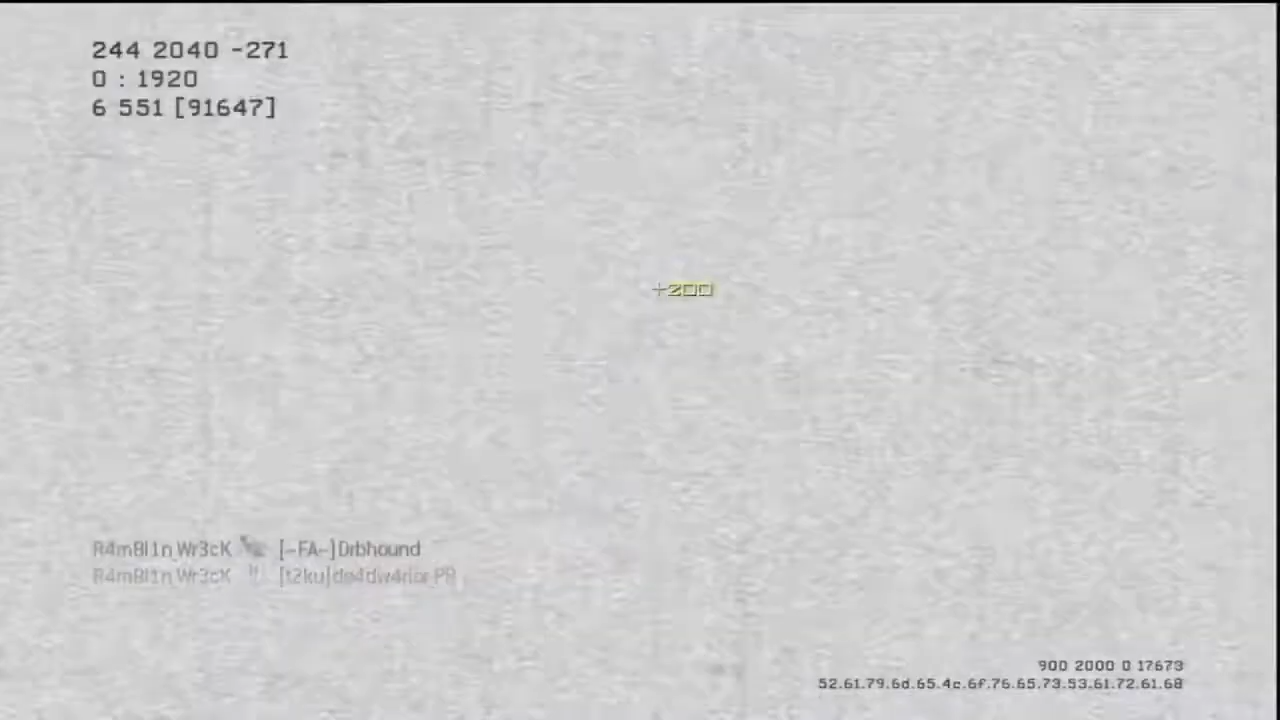 244 2040 -271
0 : 1920
6 551 [91647]
+200
R4mBl1n Wr3cK [-FA-]Drbhound
R4mBl1n Wr3cK
900 2000 0 17673
52.61.79.6d.65.4c.6f.76.65.73.53.61.72.61.68